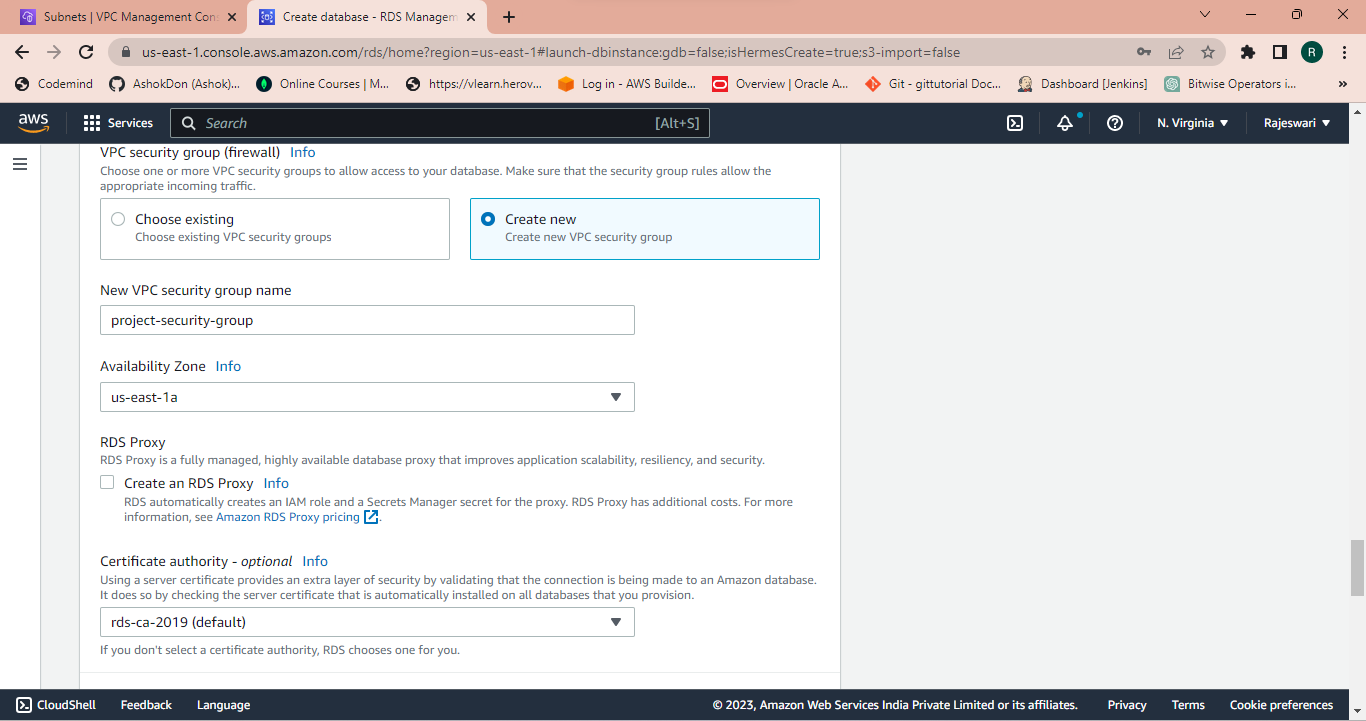 Subnets | VPC Management Con
Create database - RDS Managem
us-east-1.console.aws.amazon.com/rds/home?region=us-east-1#launch-dbinstance:gdb=false;isHermesCreate=true;s3-import=false
R
Codemind
AshokDon (Ashok)...
Online Courses | M...
https://vlearn.herov...
Log in - AWS Builde...
Overview | Oracle A...
Git - gittutorial Doc...
Dashboard [Jenkins]
Bitwise Operators i...
»
aws
Services
Search
[Alt+S]
N. Virginia
Rajeswari
VPC security group (firewall) Info
Choose one or more VPC security groups to allow access to your database. Make sure that the security group rules allow the
appropriate incoming traffic.
Choose existing
Choose existing VPC security groups
Create new
Create new VPC security group
New VPC security group name
project-security-group
Availability Zone Info
us-east-1a
RDS Proxy
RDS Proxy is a fully managed, highly available database proxy that improves application scalability, resiliency, and security.
Create an RDS Proxy Info
RDS automatically creates an IAM role and a Secrets Manager secret for the proxy. RDS Proxy has additional costs. For more
information, see Amazon RDS Proxy pricing.
Certificate authority - optional Info
Using a server certificate provides an extra layer of security by validating that the connection is being made to an Amazon database.
It does so by checking the server certificate that is automatically installed on all databases that you provision.
rds-ca-2019 (default)
If you don't select a certificate authority, RDS chooses one for you.
CloudShell
Feedback
Language
© 2023, Amazon Web Services India Private Limited or its affiliates.
Privacy
Terms
Cookie preferences